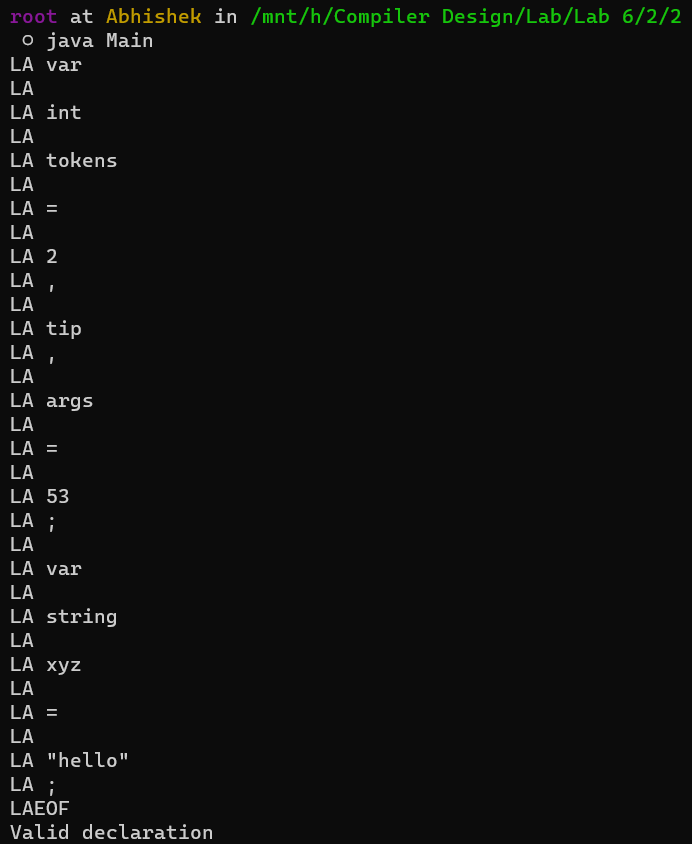 root at Abhishek in /mnt/h/Compiler Design/Lab/Lab 6/2/2
○ java Main
LA var
LA
LA int
LA
LA tokens
LA
LA =
LA
LA 2
LA ,
LA
LA tip
LA ,
LA
LA args
LA
LA =
LA
LA 53
LA ;
LA
LA var
LA
LA string
LA
LA xyz
LA
LA =
LA
LA "hello"
LA ;
LAEOF
Valid declaration